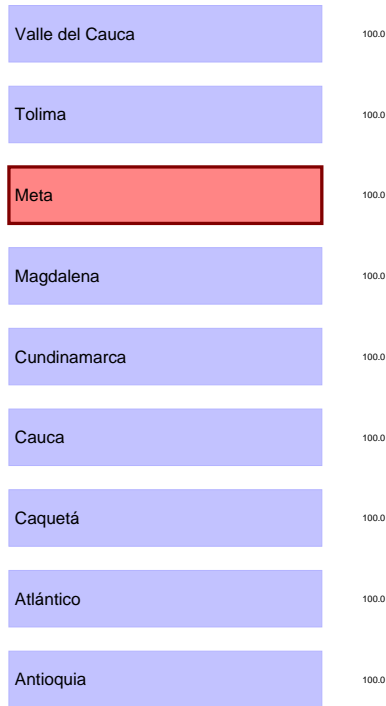 Valle del Cauca 100.0
Tolima 100.0
Meta 100.0
Magdalena 100.0
Cundinamarca 100.0
Cauca 100.0
Caquetá 100.0
Atlántico 100.0
Antioquia 100.0